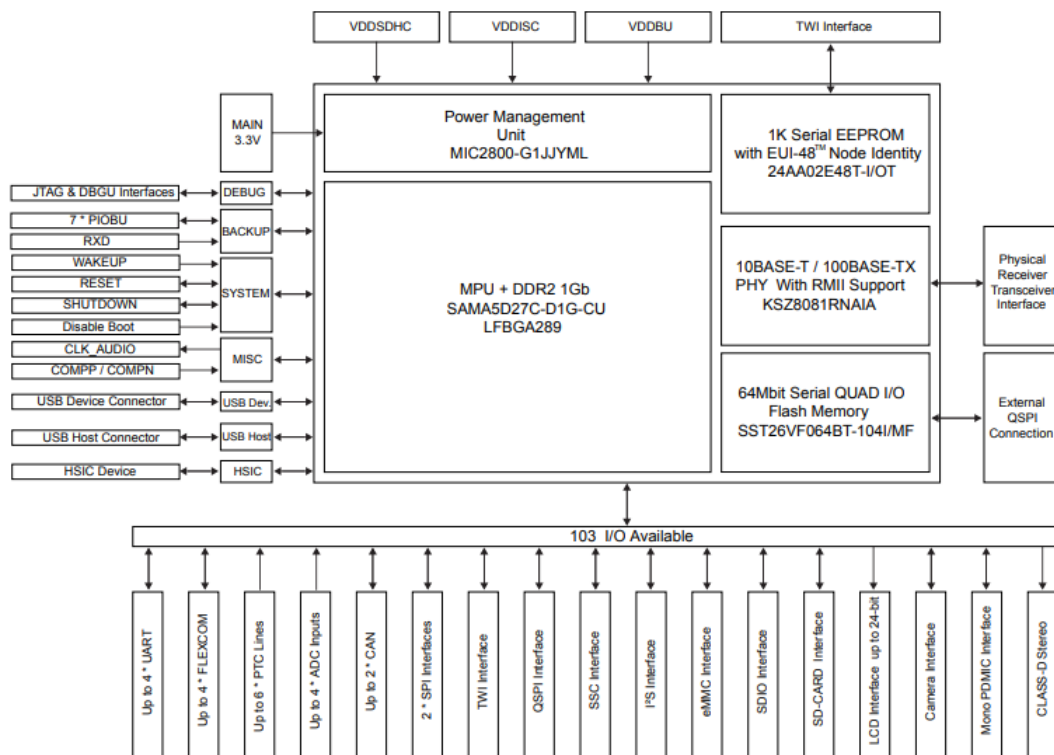 VDDSDHC
VDDISC
VDDBU
TWI Interface
MAIN
3.3V
Power Management
Unit
MIC2800-G1JJYML
1K Serial EEPROM
with EUI-48™ Node Identity
24AA02E48T-I/OT
JTAG & DBGU Interfaces
DEBUG
7 * PIOBU
RXD
BACKUP
WAKEUP
RESET
SHUTDOWN
Disable Boot
SYSTEM
CLK_AUDIO
COMPP / COMPN
MISC
USB Device Connector
USB Dev.
USB Host Connector
USB Host
HSIC Device
HSIC
MPU + DDR2 1Gb
SAMA5D27C-D1G-CU
LFBGA289
10BASE-T / 100BASE-TX
PHY With RMII Support
KSZ8081RNAIA
Physical
Receiver
Transceiver
Interface
64Mbit Serial QUAD I/O
Flash Memory
SST26VF064BT-104I/MF
External
QSPI
Connection
103 I/O Available
Up to 4 * UART
Up to 4 * FLEXCOM
Up to 6 * PTC Lines
Up to 4 * ADC Inputs
Up to 2 * CAN
2 * SPI Interfaces
TWI Interface
QSPI Interface
SSC Interface
I²S Interface
eMMC Interface
SDIO Interface
SD-CARD Interface
LCD Interface up to 24-bit
Camera Interface
Mono PDMIC Interface
CLASS-D Stereo